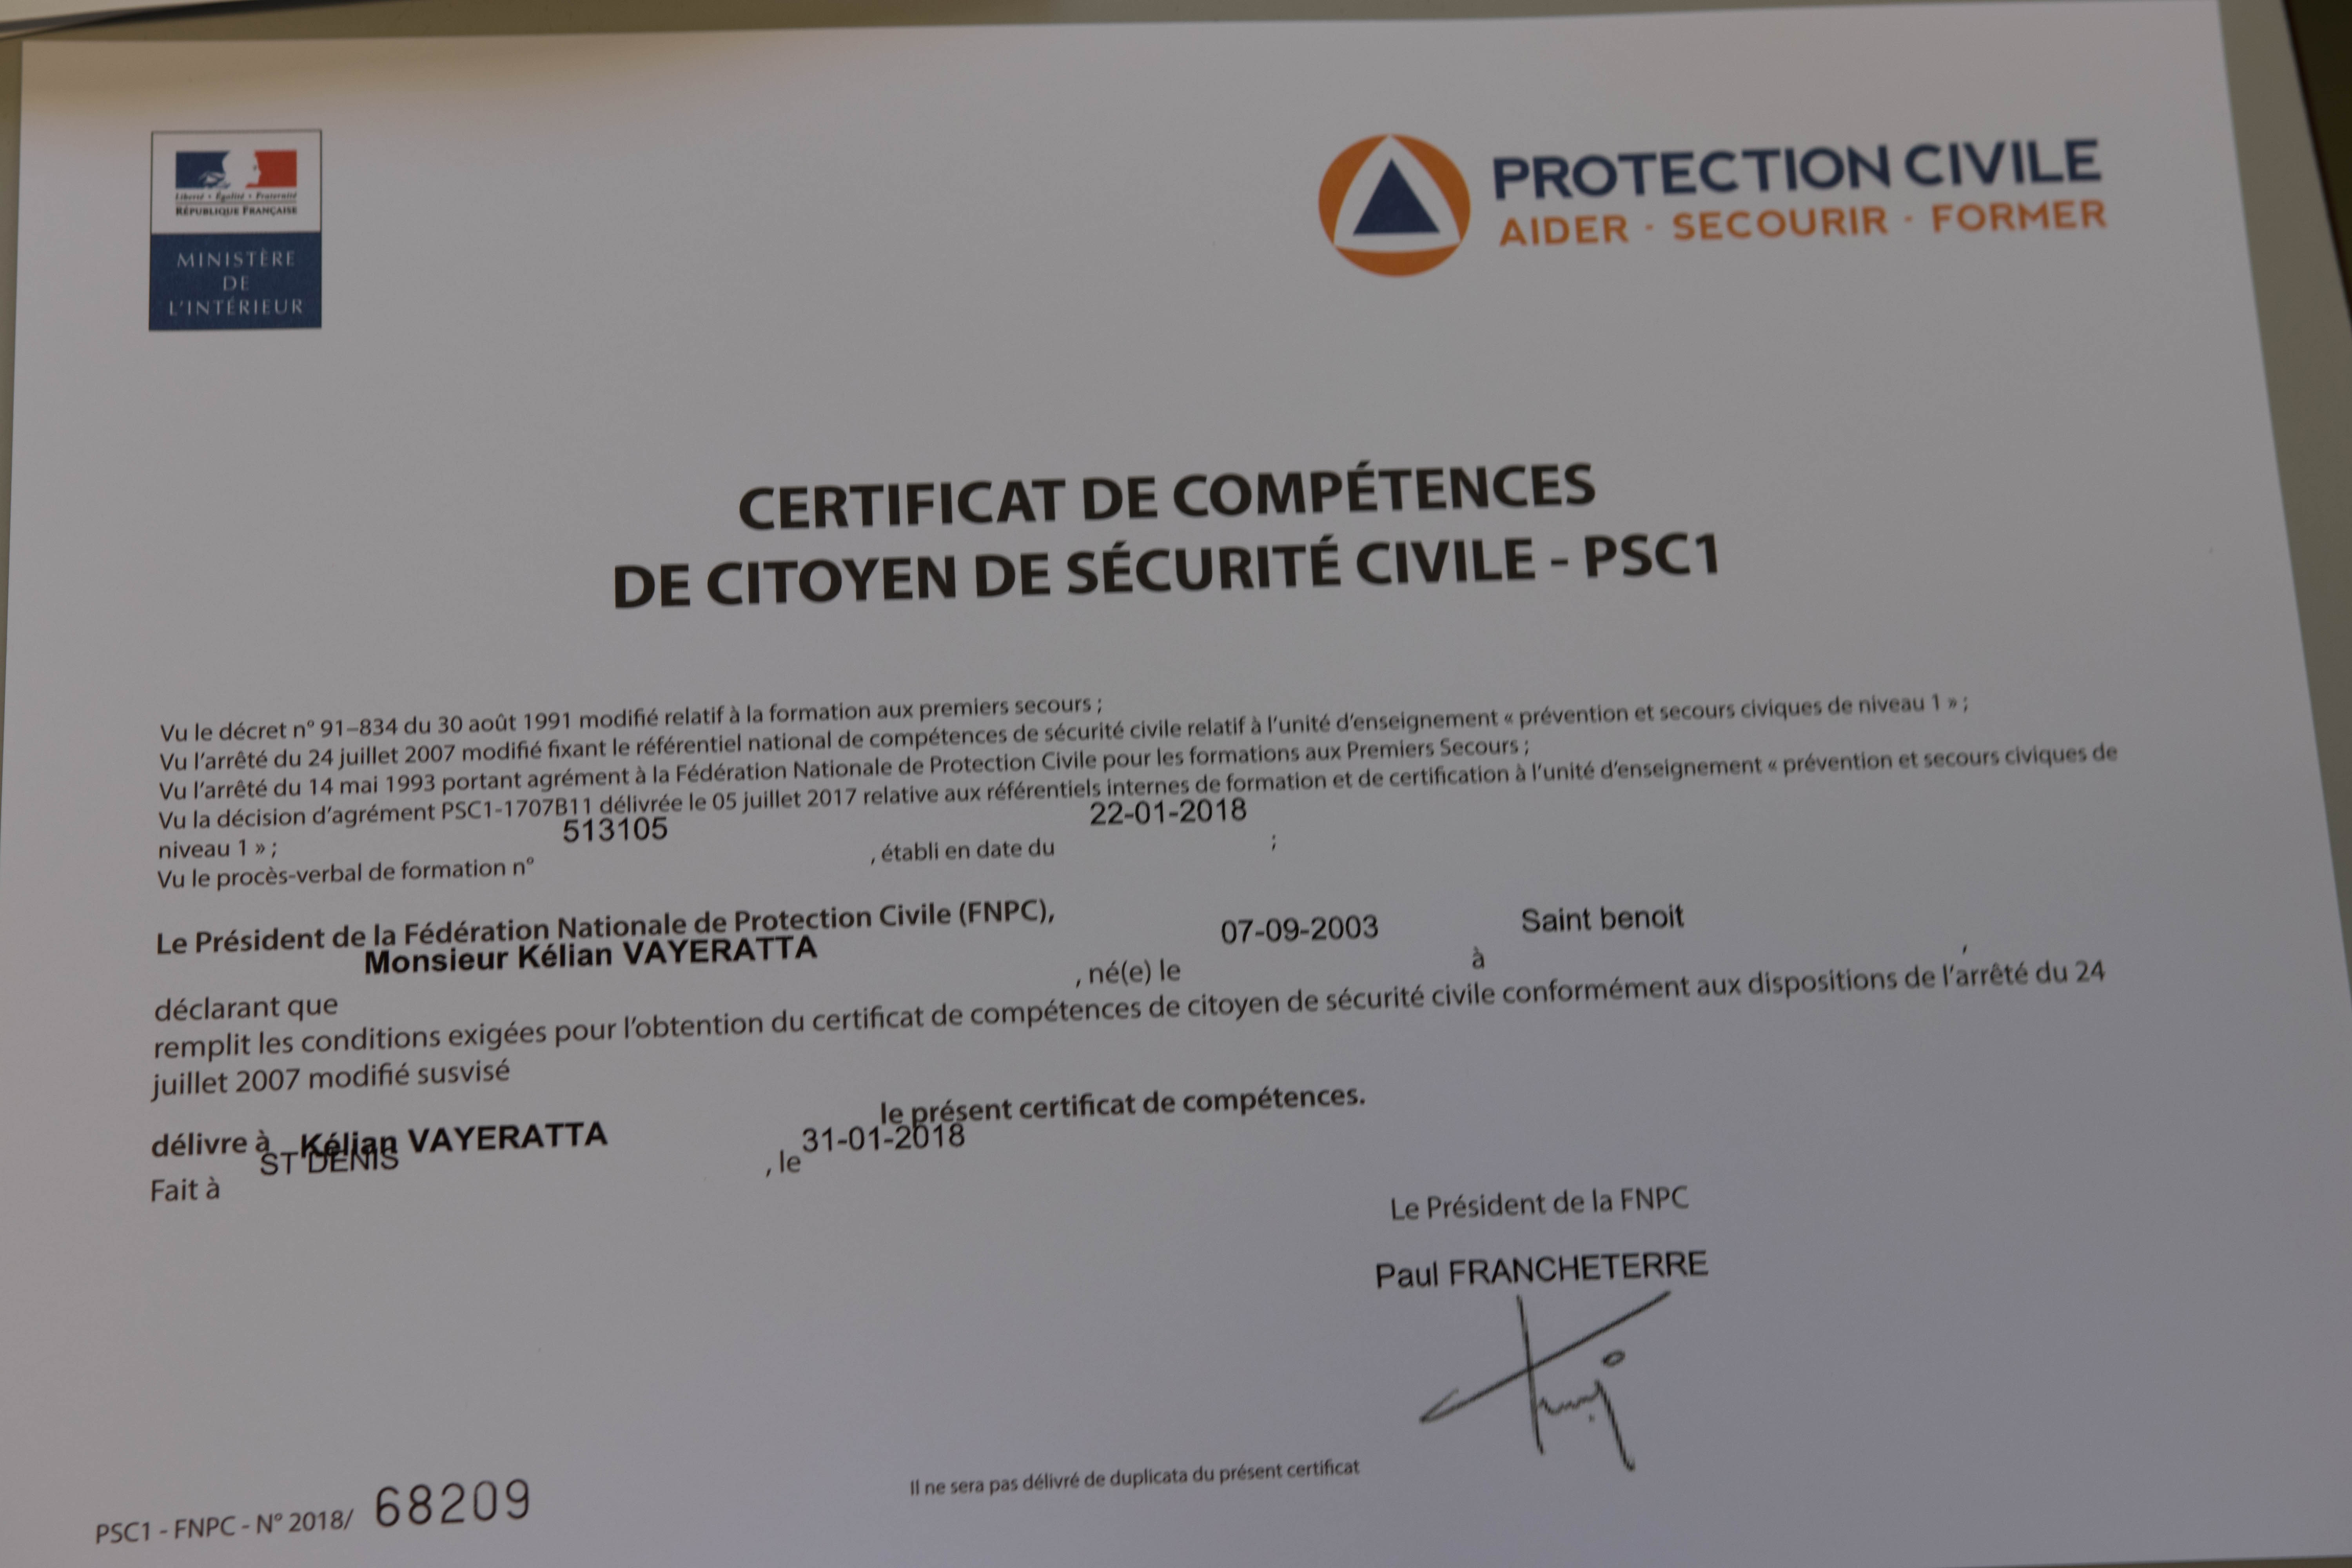 Liberté • Égalité • Fraternité
RÉPUBLIQUE FRANÇAISE
MINISTÈRE
DE
L'INTÉRIEUR
PROTECTION CIVILE
AIDER · SECOURIR · FORMER
CERTIFICAT DE COMPÉTENCES
DE CITOYEN DE SÉCURITÉ CIVILE - PSC1
Vu le décret n° 91–834 du 30 août 1991 modifié relatif à la formation aux premiers secours ;
Vu l'arrêté du 24 juillet 2007 modifié fixant le référentiel national de compétences de sécurité civile relatif à l'unité d'enseignement « prévention et secours civiques de niveau 1 » ;
Vu l'arrêté du 14 mai 1993 portant agrément à la Fédération Nationale de Protection Civile pour les formations aux Premiers Secours ;
Vu la décision d'agrément PSC1-1707B11 délivrée le 05 juillet 2017 relative aux référentiels internes de formation et de certification à l'unité d'enseignement « prévention et secours civiques de
niveau 1 » ;
Vu le procès-verbal de formation n° 513105 , établi en date du 22-01-2018 ;
Le Président de la Fédération Nationale de Protection Civile (FNPC),
déclarant que Monsieur Kélian VAYERATTA , né(e) le 07-09-2003 à Saint benoit ,
remplit les conditions exigées pour l'obtention du certificat de compétences de citoyen de sécurité civile conformément aux dispositions de l'arrêté du 24
juillet 2007 modifié susvisé
délivre à Kélian VAYERATTA le présent certificat de compétences.
Fait à ST DENIS , le 31-01-2018
Le Président de la FNPC
Paul FRANCHETERRE
Il ne sera pas délivré de duplicata du présent certificat
PSC1 - FNPC - N° 2018/ 68209